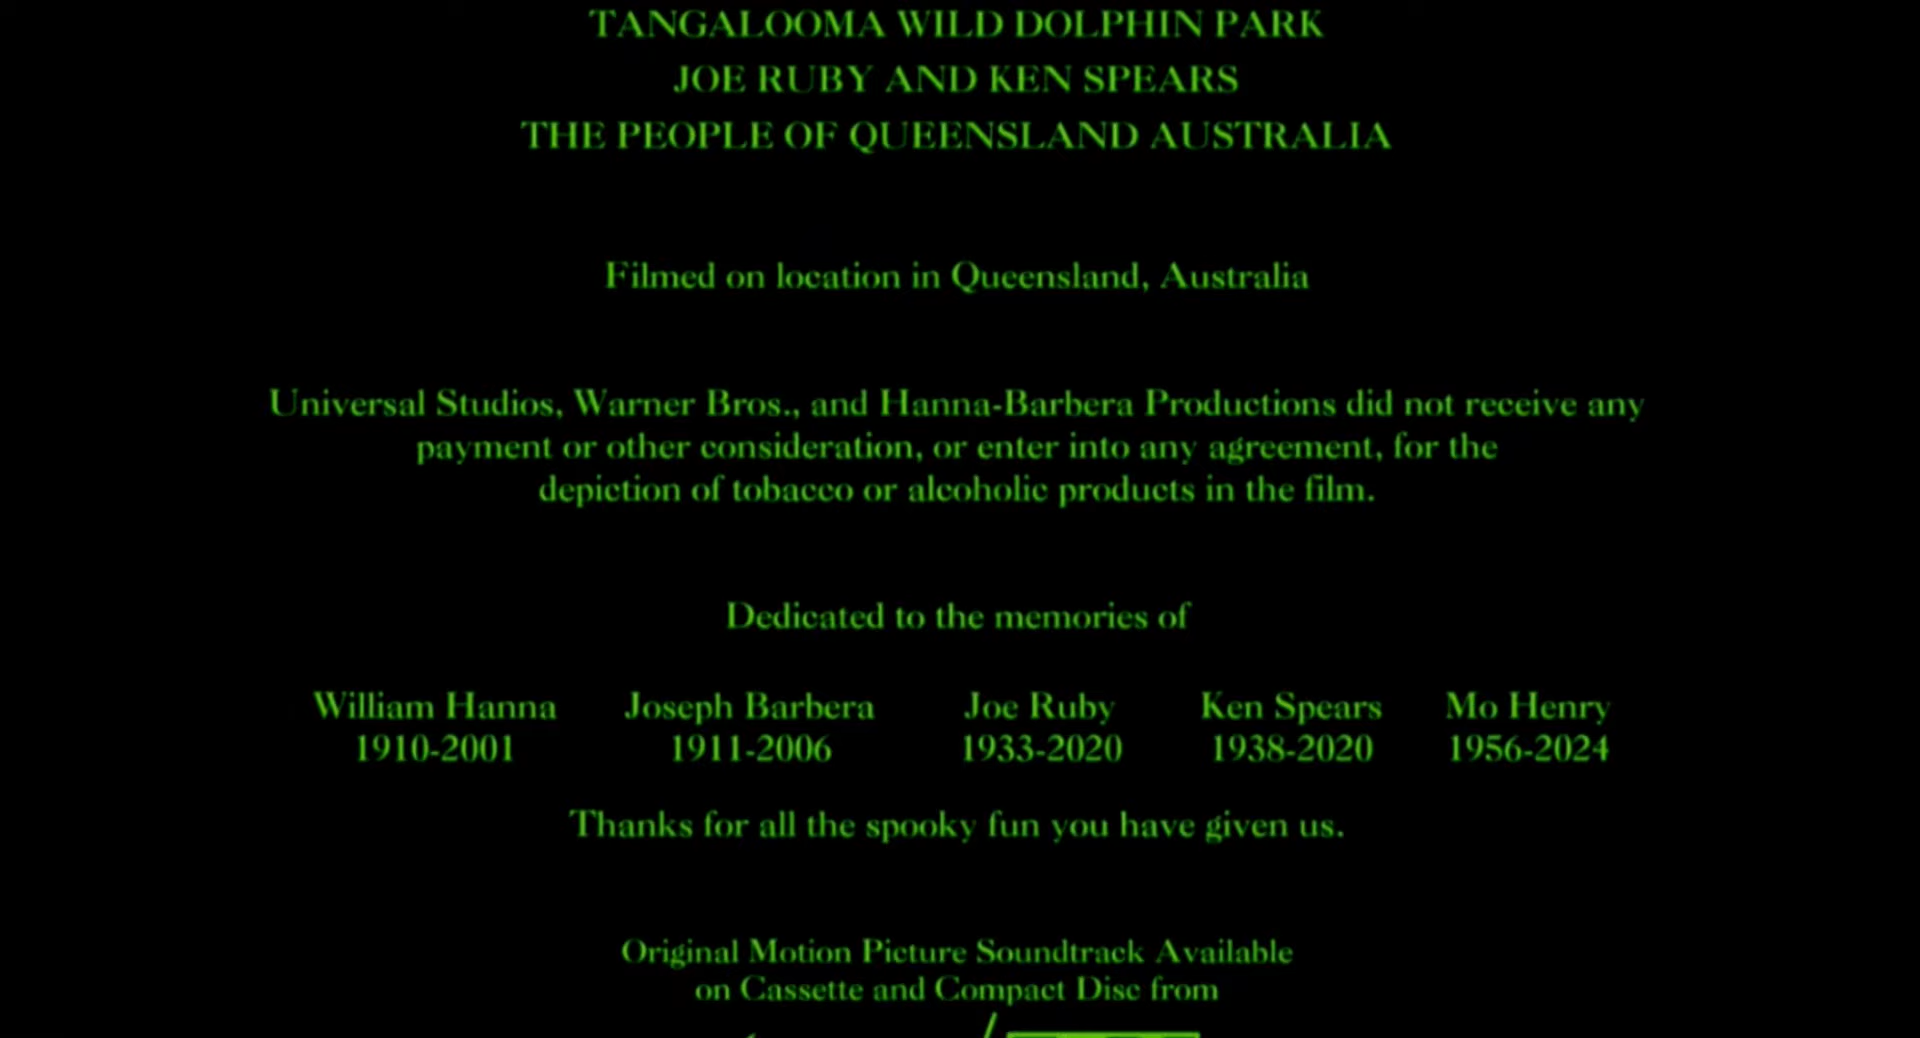 TANGALOOMA WILD DOLPHIN PARK
JOE RUBY AND KEN SPEARS
THE PEOPLE OF QUEENSLAND AUSTRALIA
Filmed on location in Queensland, Australia
Universal Studios, Warner Bros., and Hanna-Barbera Productions did not receive any
payment or other consideration, or enter into any agreement, for the
depiction of tobacco or alcoholic products in the film.
Dedicated to the memories of
William Hanna Joseph Barbera Joe Ruby Ken Spears Mo Henry
1910-2001 1911-2006 1933-2020 1938-2020 1956-2024
Thanks for all the spooky fun you have given us.
Original Motion Picture Soundtrack Available
on Cassette and Compact Disc from